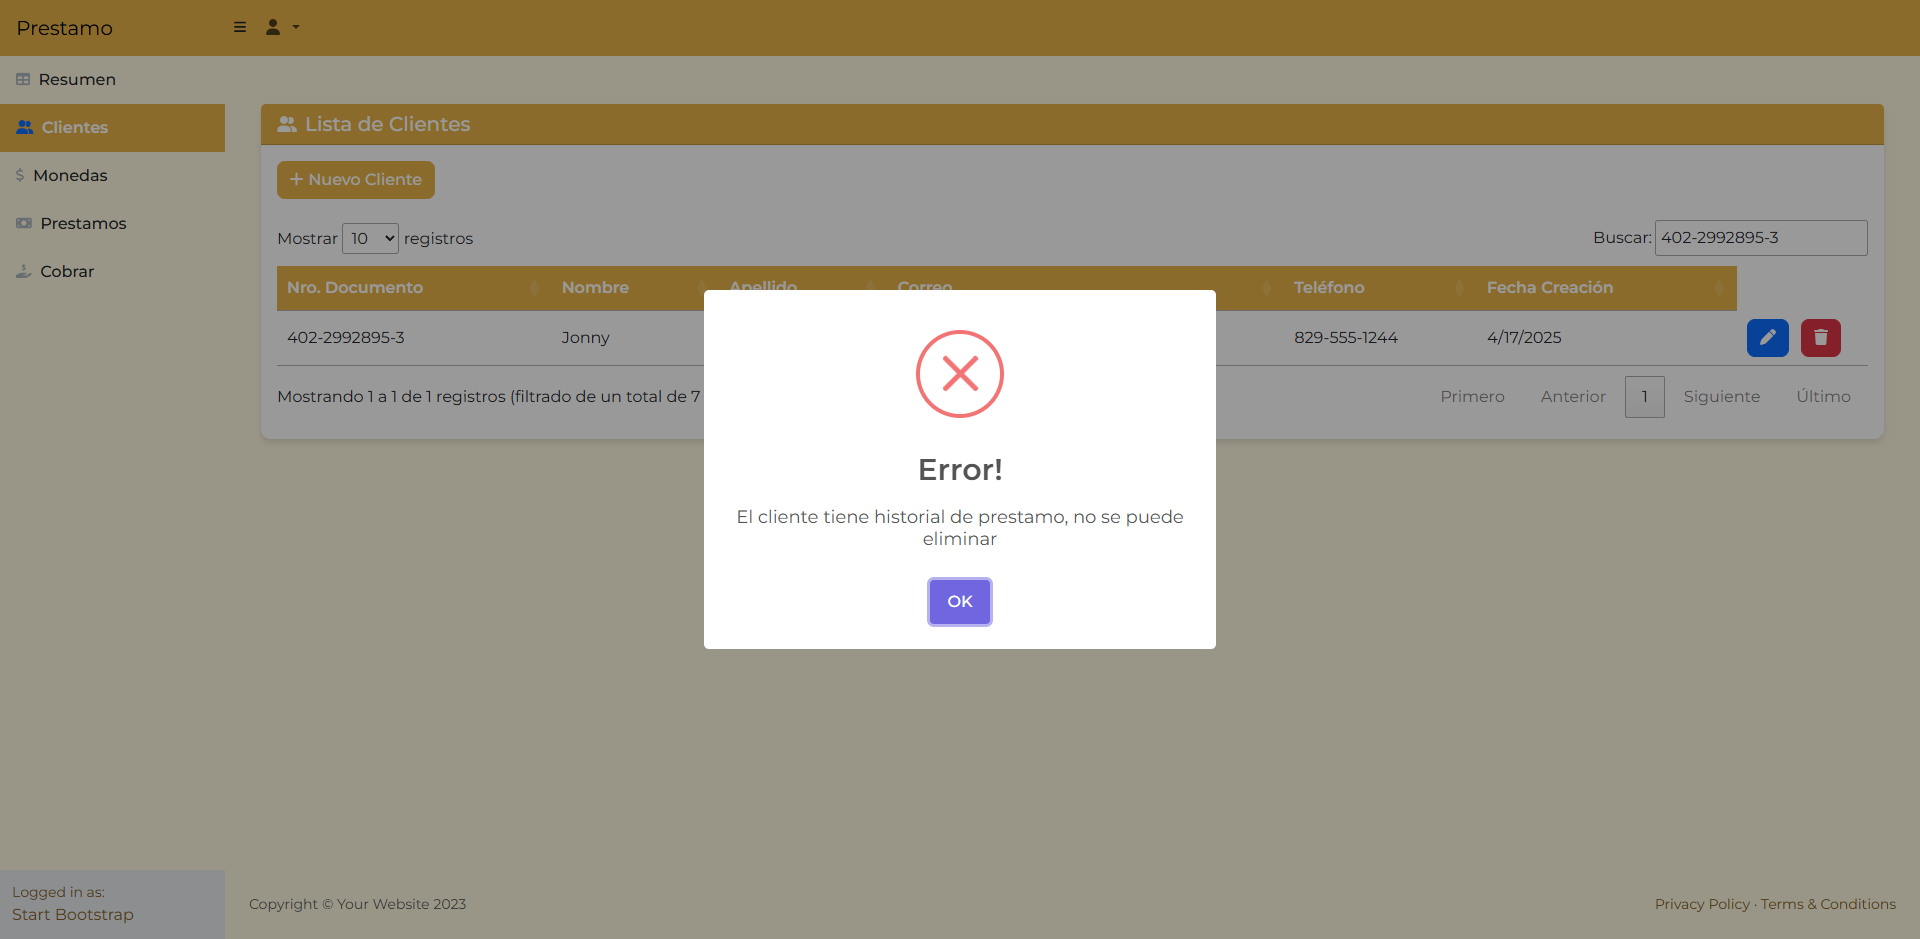 Prestamo
Resumen
Clientes
Monedas
Prestamos
Cobrar
Lista de Clientes
Nuevo Cliente
Mostrar 10 registros
Buscar: 402-2992895-3
Nro. Documento Nombre Apellido Correo Teléfono Fecha Creación
402-2992895-3 Jonny 829-555-1244 4/17/2025
Mostrando 1 a 1 de 1 registros (filtrado de un total de 7
Primero Anterior 1 Siguiente Último
Error!
El cliente tiene historial de prestamo, no se puede
eliminar
OK
Logged in as:
Start Bootstrap
Copyright © Your Website 2023
Privacy Policy · Terms & Conditions